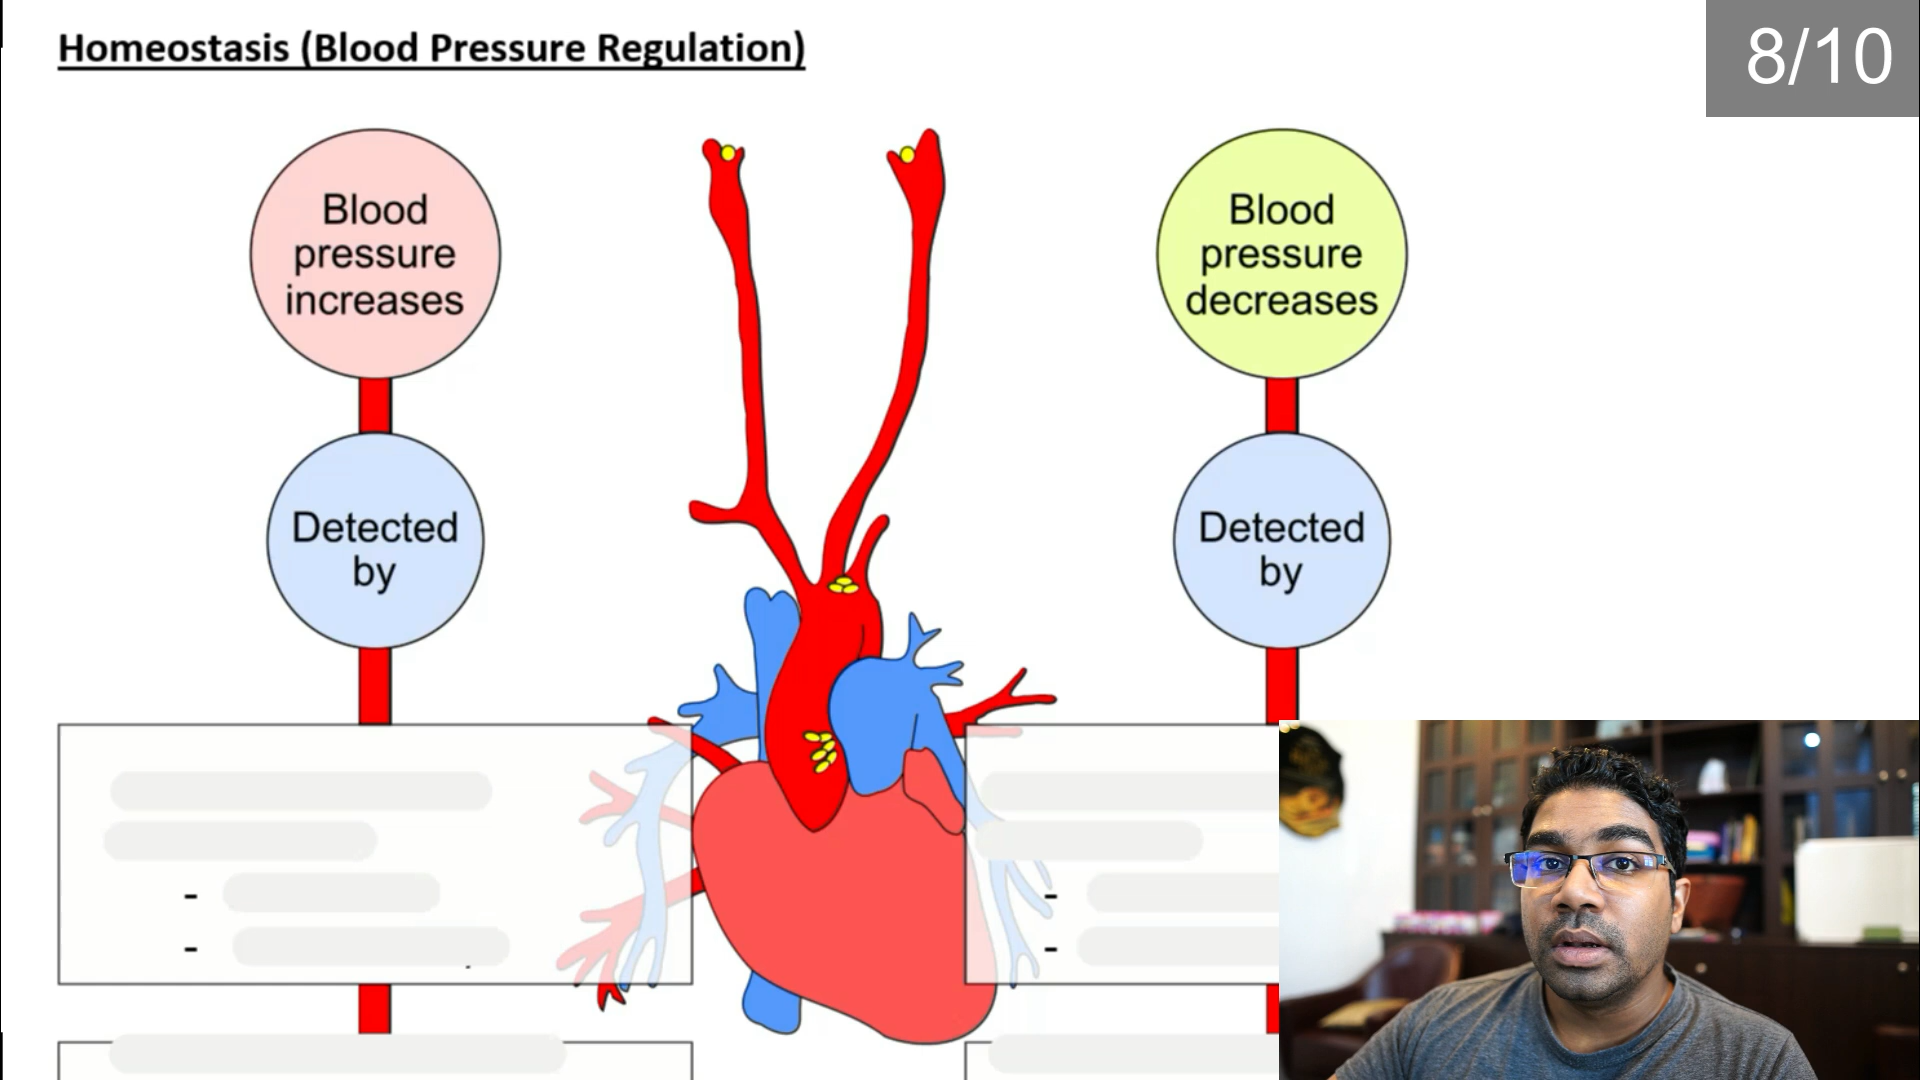 Homeostasis (Blood Pressure Regulation)
8/10
Blood
pressure
increases
Blood
pressure
decreases
Detected
by
Detected
by
-
-
-
-